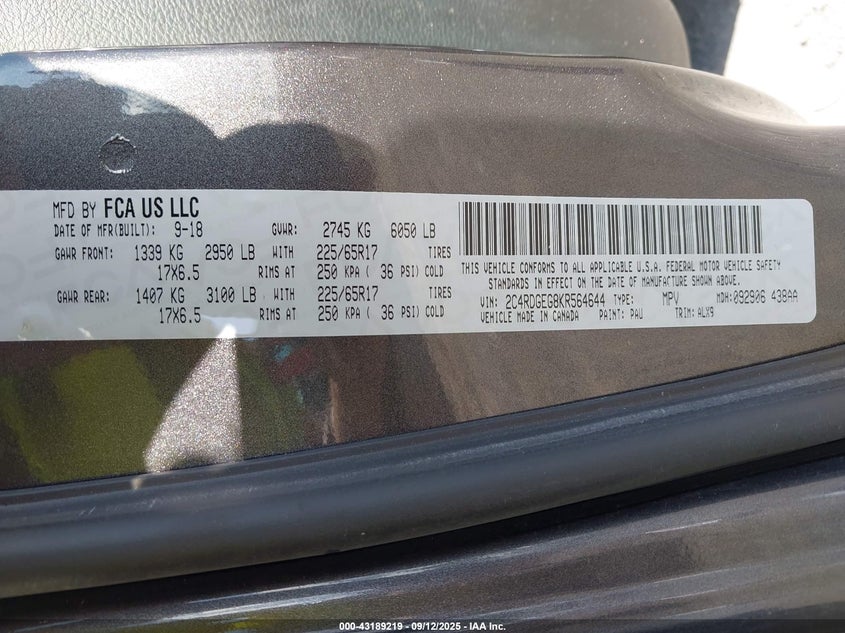 MFD BY FCA US LLC
DATE OF MFR(BUILT): 9-18 GVWR: 2745 KG 6050 LB
GAWR FRONT: 1339 KG 2950 LB WITH 225/65R17 TIRES
17X6.5 RIMS AT 250 KPA ( 36 PSI) COLD
GAWR REAR: 1407 KG 3100 LB WITH 225/65R17 TIRES
17X6.5 RIMS AT 250 KPA ( 36 PSI) COLD
THIS VEHICLE CONFORMS TO ALL APPLICABLE U.S.A. FEDERAL MOTOR VEHICLE SAFETY
STANDARDS IN EFFECT ON THE DATE OF MANUFACTURE SHOWN ABOVE.
VIN: 2C4RDGEG8KR564644 TYPE: MPV MDH: 092906 438AA
VEHICLE MADE IN CANADA PAINT: PAU TRIM: ALX9
000-43189219 - 09/12/2025 - IAA Inc.